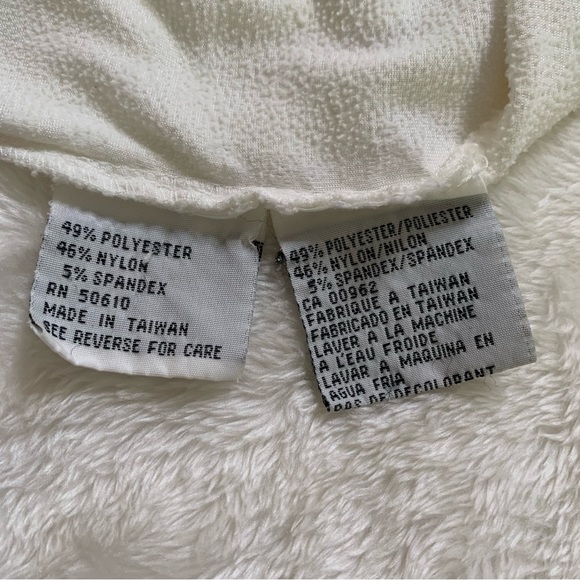 49% POLYESTER
46% NYLON
5% SPANDEX
RN 50610
MADE IN TAIWAN
SEE REVERSE FOR CARE
49% POLYESTER/POLIESTER
46% NYLON/NILON
5% SPANDEX/SPANDEX
CA 00962
FABRIQUE A TAIWAN
FABRICADO EN TAIWAN
LAVER A LA MACHINE
A L'EAU FROIDE
LAVAR A MAQUINA EN
AGUA FRIA
PAS DE DECOLORANT